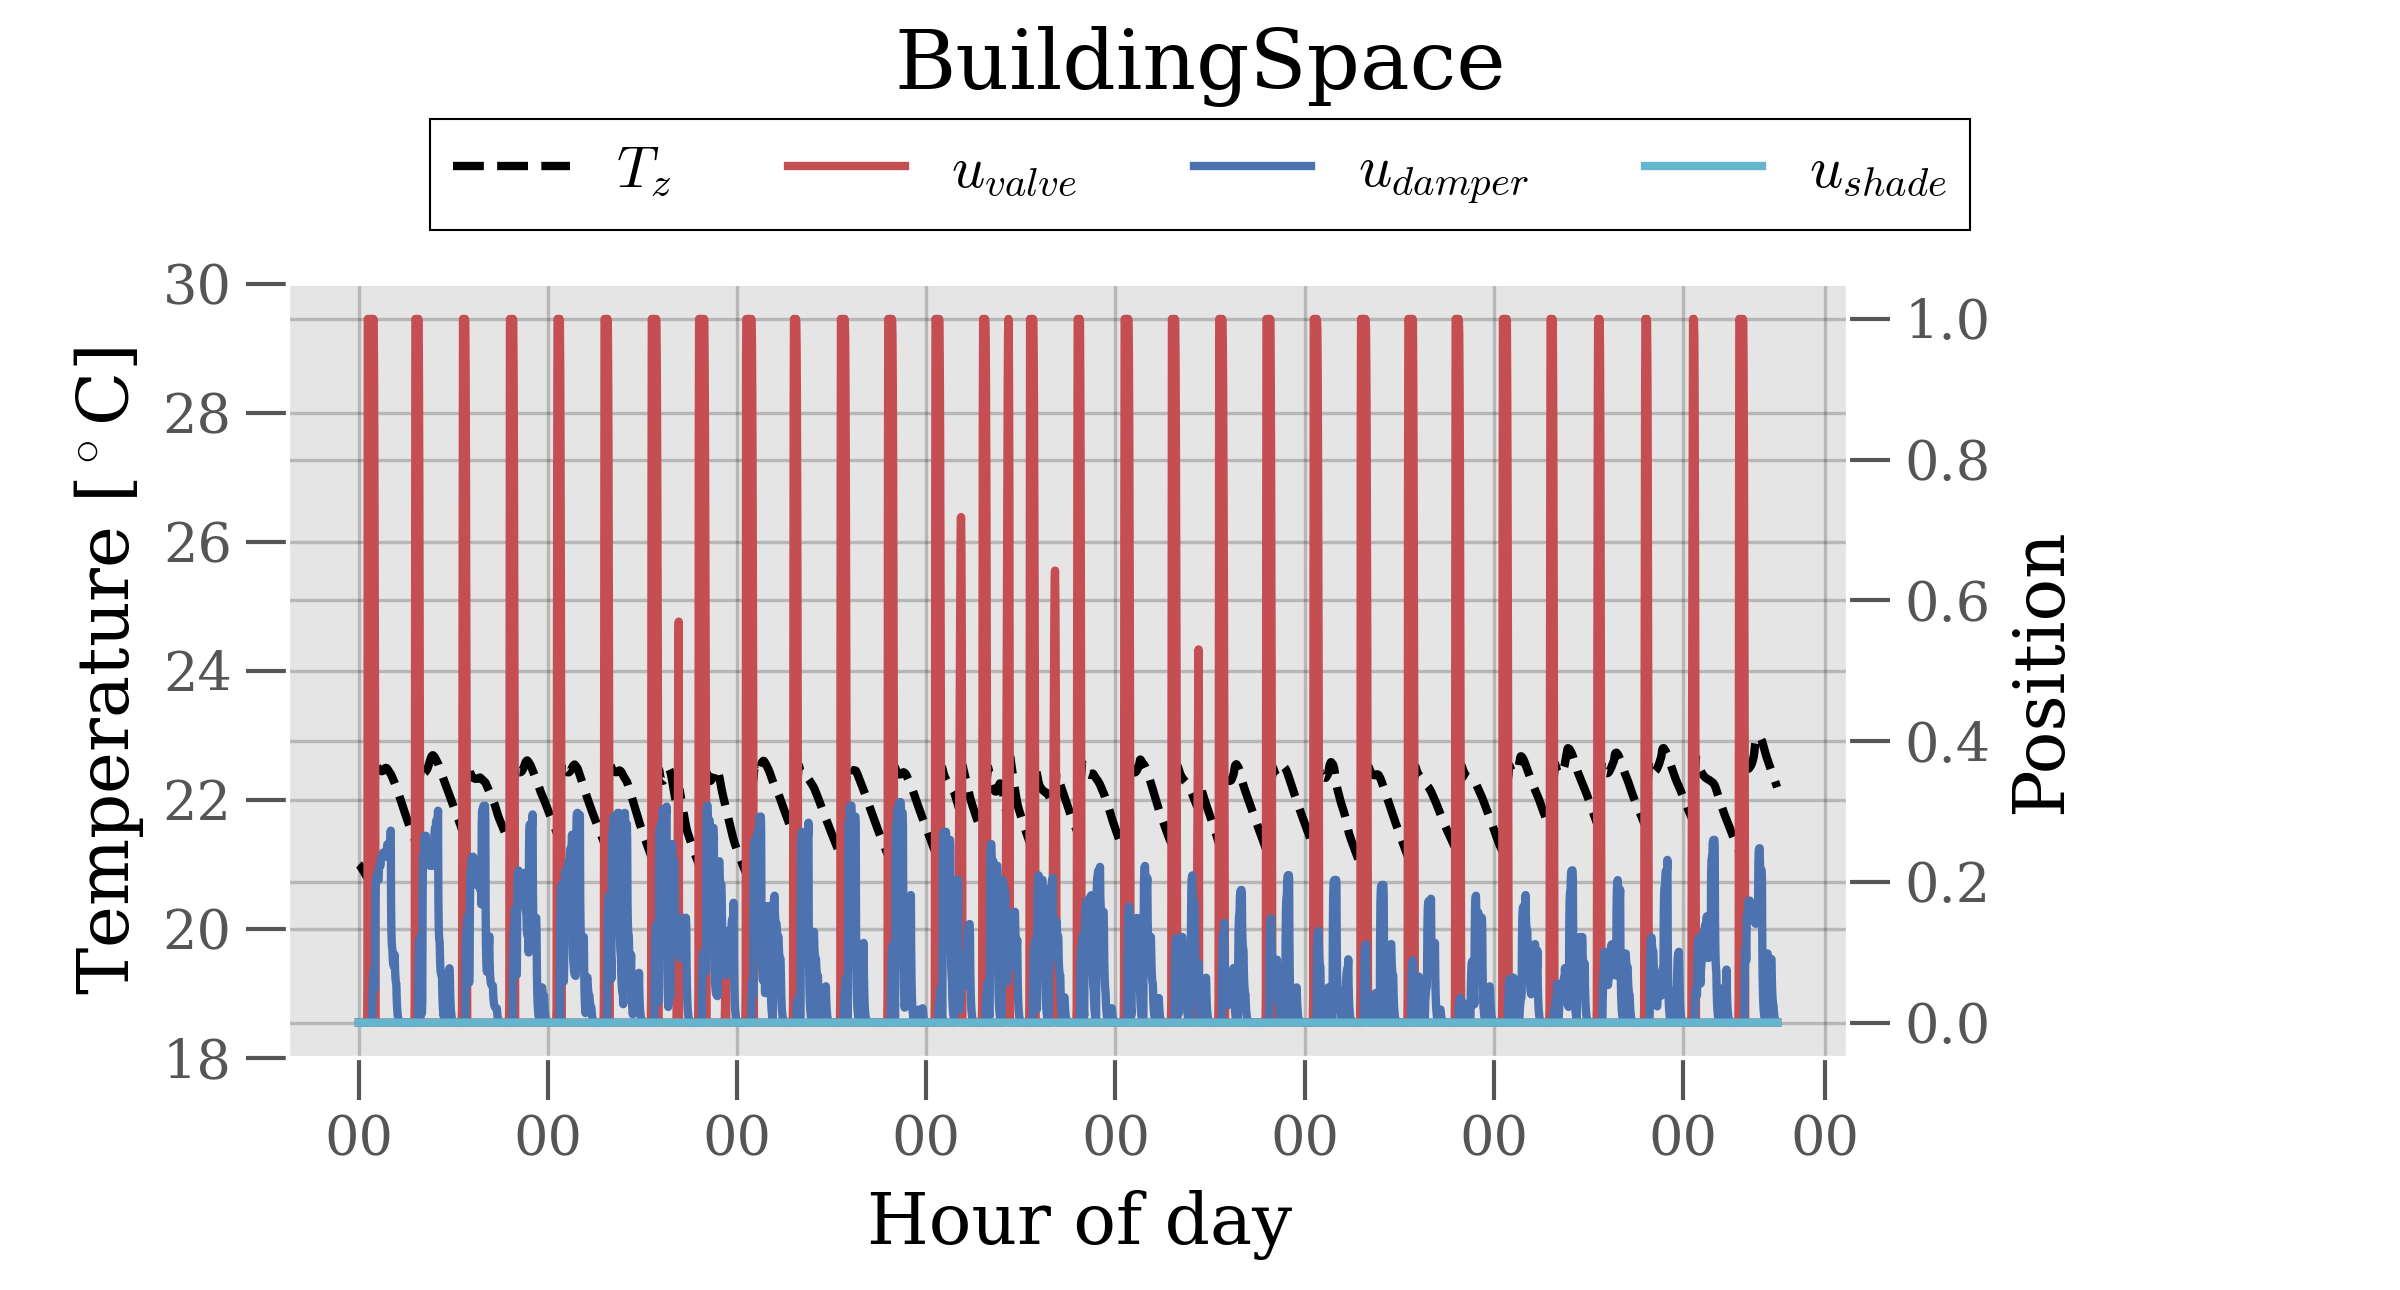 BuildingSpace
T_z u_valve u_damper u_shade
30
28
26
24
22
20
18
Temperature [°C]
1.0
0.8
0.6
0.4
0.2
0.0
Position
00 00 00 00 00 00 00 00 00
Hour of day